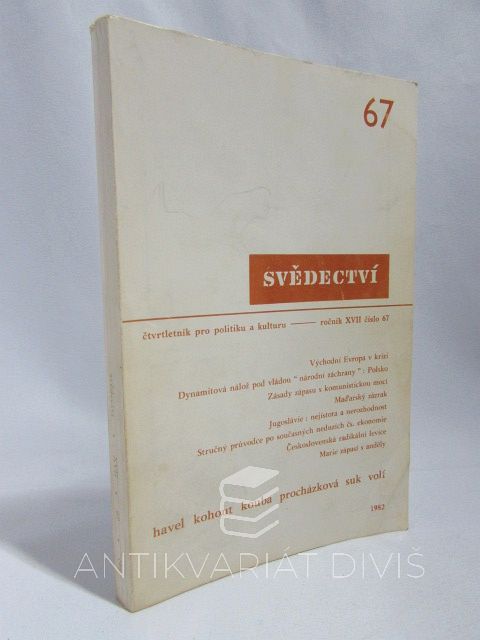 67
SVĚDECTVÍ
čtvrtletník pro politiku a kulturu —— ročník XVII číslo 67
Východní Evropa v krizi
Dynamitová nálož pod vládou " národní záchrany " : Polsko
Zásady zápasu s komunistickou mocí
Maďarský zázrak
Jugoslávie : nejistota a nerozhodnost
Stručný průvodce po současných neduzích čs. ekonomie
Československá radikální levice
Marie zápasí s anděly
havel kohout kouba procházková suk volí
1982
ANTIKVARIÁT DIVIŠ